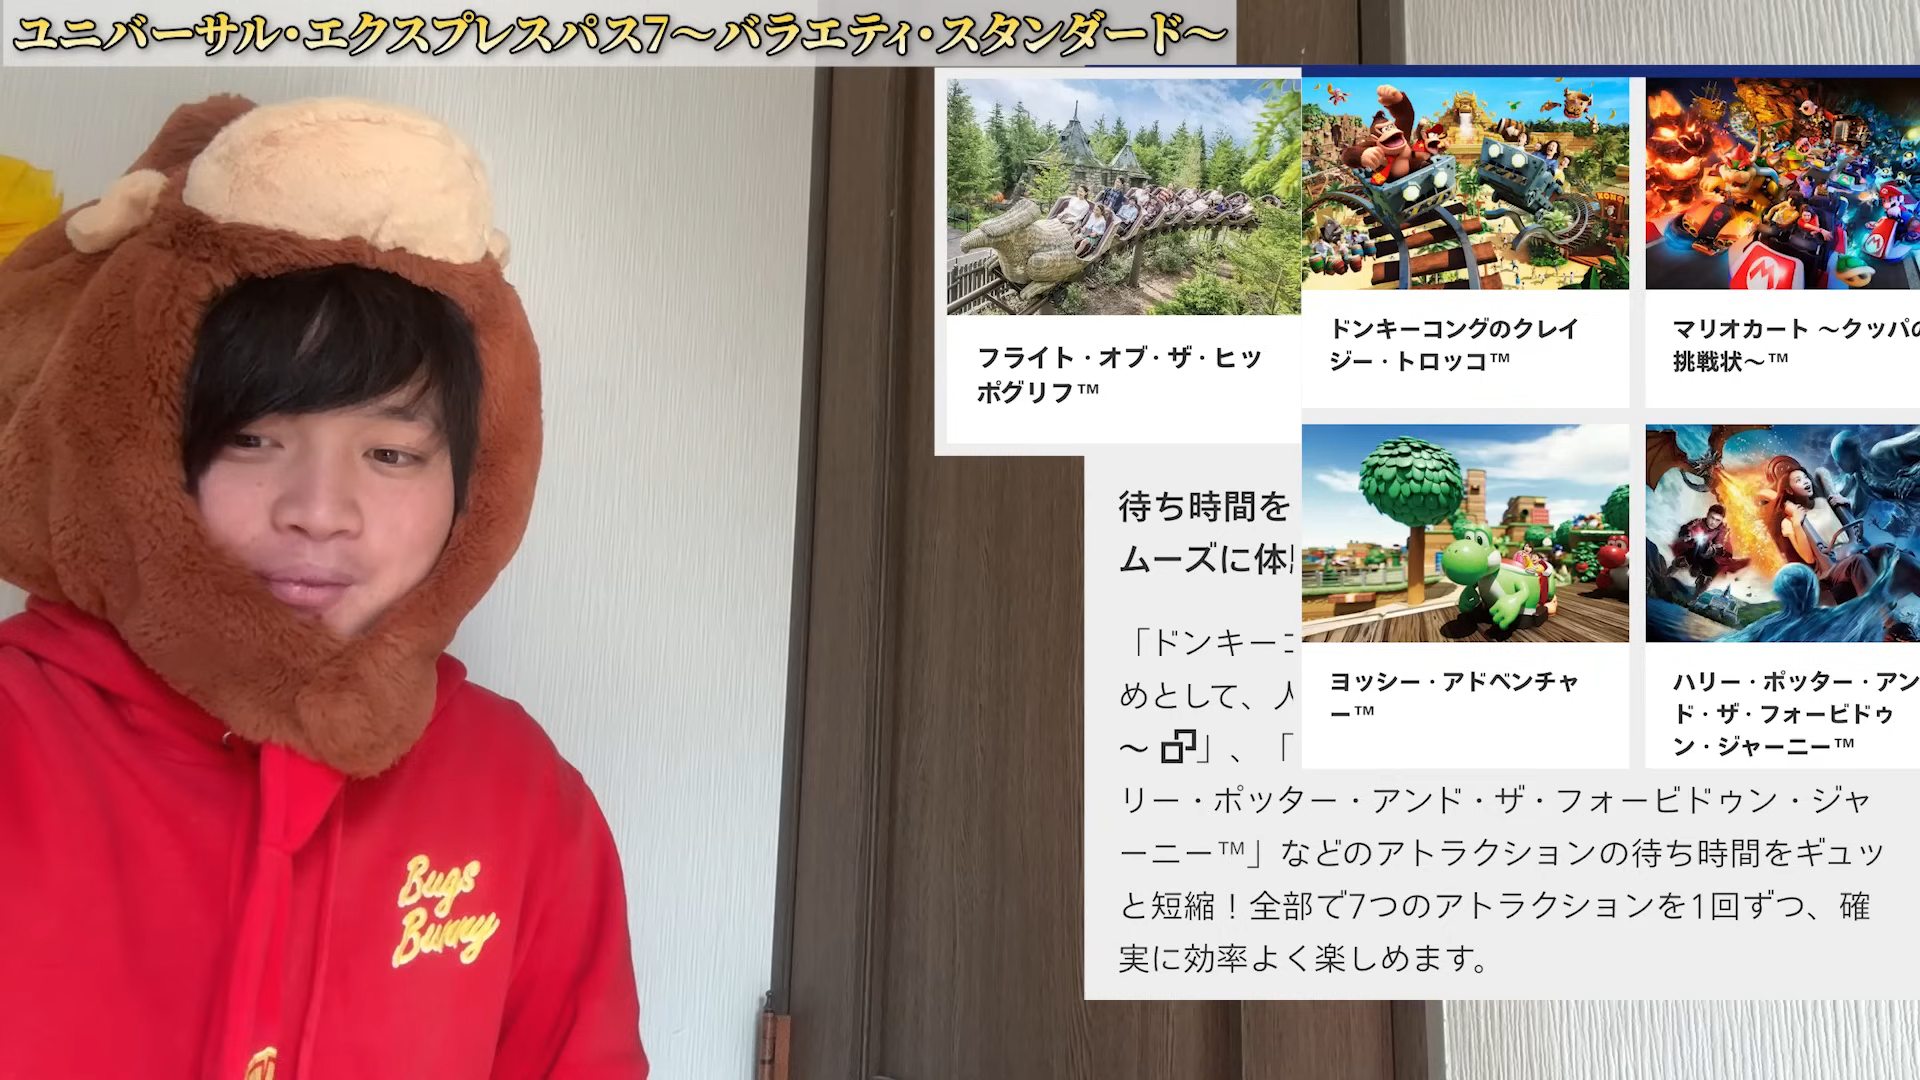 ユニバーサル・エクスプレスパス7～バラエティ・スタンダード～
フライト・オブ・ザ・ヒッ
ポグリフ™
ドンキーコングのクレイ
ジー・トロッコ™
マリオカート ～クッパの
挑戦状～™
ヨッシー・アドベンチャ
ー™
ハリー・ポッター・アン
ド・ザ・フォービドゥ
ン・ジャーニー™
待ち時間を
ムーズに体
「ドンキーコ
めとして、人
～ 」、「
リー・ポッター・アンド・ザ・フォービドゥン・ジャ
ーニー™」などのアトラクションの待ち時間をギュッ
と短縮！全部で7つのアトラクションを1回ずつ、確
実に効率よく楽しめます。
Bugs
Bunny